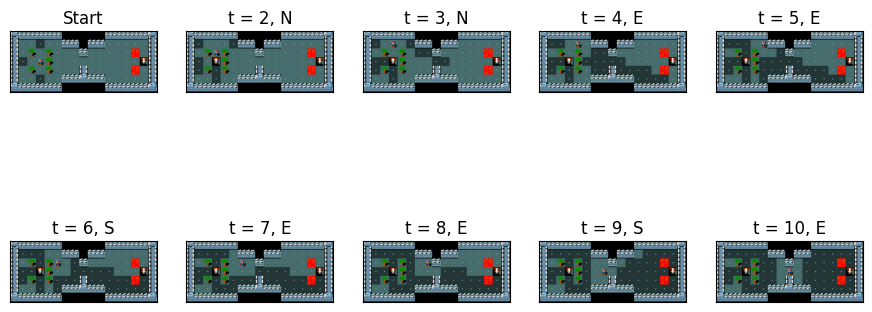 Start
t = 2, N
t = 3, N
t = 4, E
t = 5, E
t = 6, S
t = 7, E
t = 8, E
t = 9, S
t = 10, E